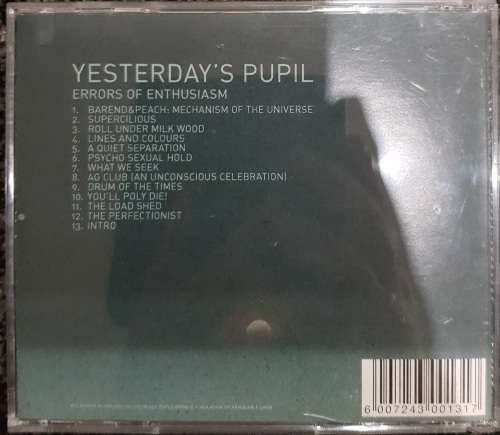 YESTERDAY'S PUPIL
ERRORS OF ENTHUSIASM
1. BAREND&PEACH: MECHANISM OF THE UNIVERSE
2. SUPERCILIOUS
3. ROLL UNDER MILK WOOD
4. LINES AND COLOURS
5. A QUIET SEPARATION
6. PSYCHO SEXUAL HOLD
7. WHAT WE SEEK
8. AG CLUB (AN UNCONSCIOUS CELEBRATION)
9. DRUM OF THE TIMES
10. YOU'LL POLY DIE!
11. THE LOAD SHED
12. THE PERFECTIONIST
13. INTRO
6 007243 001317